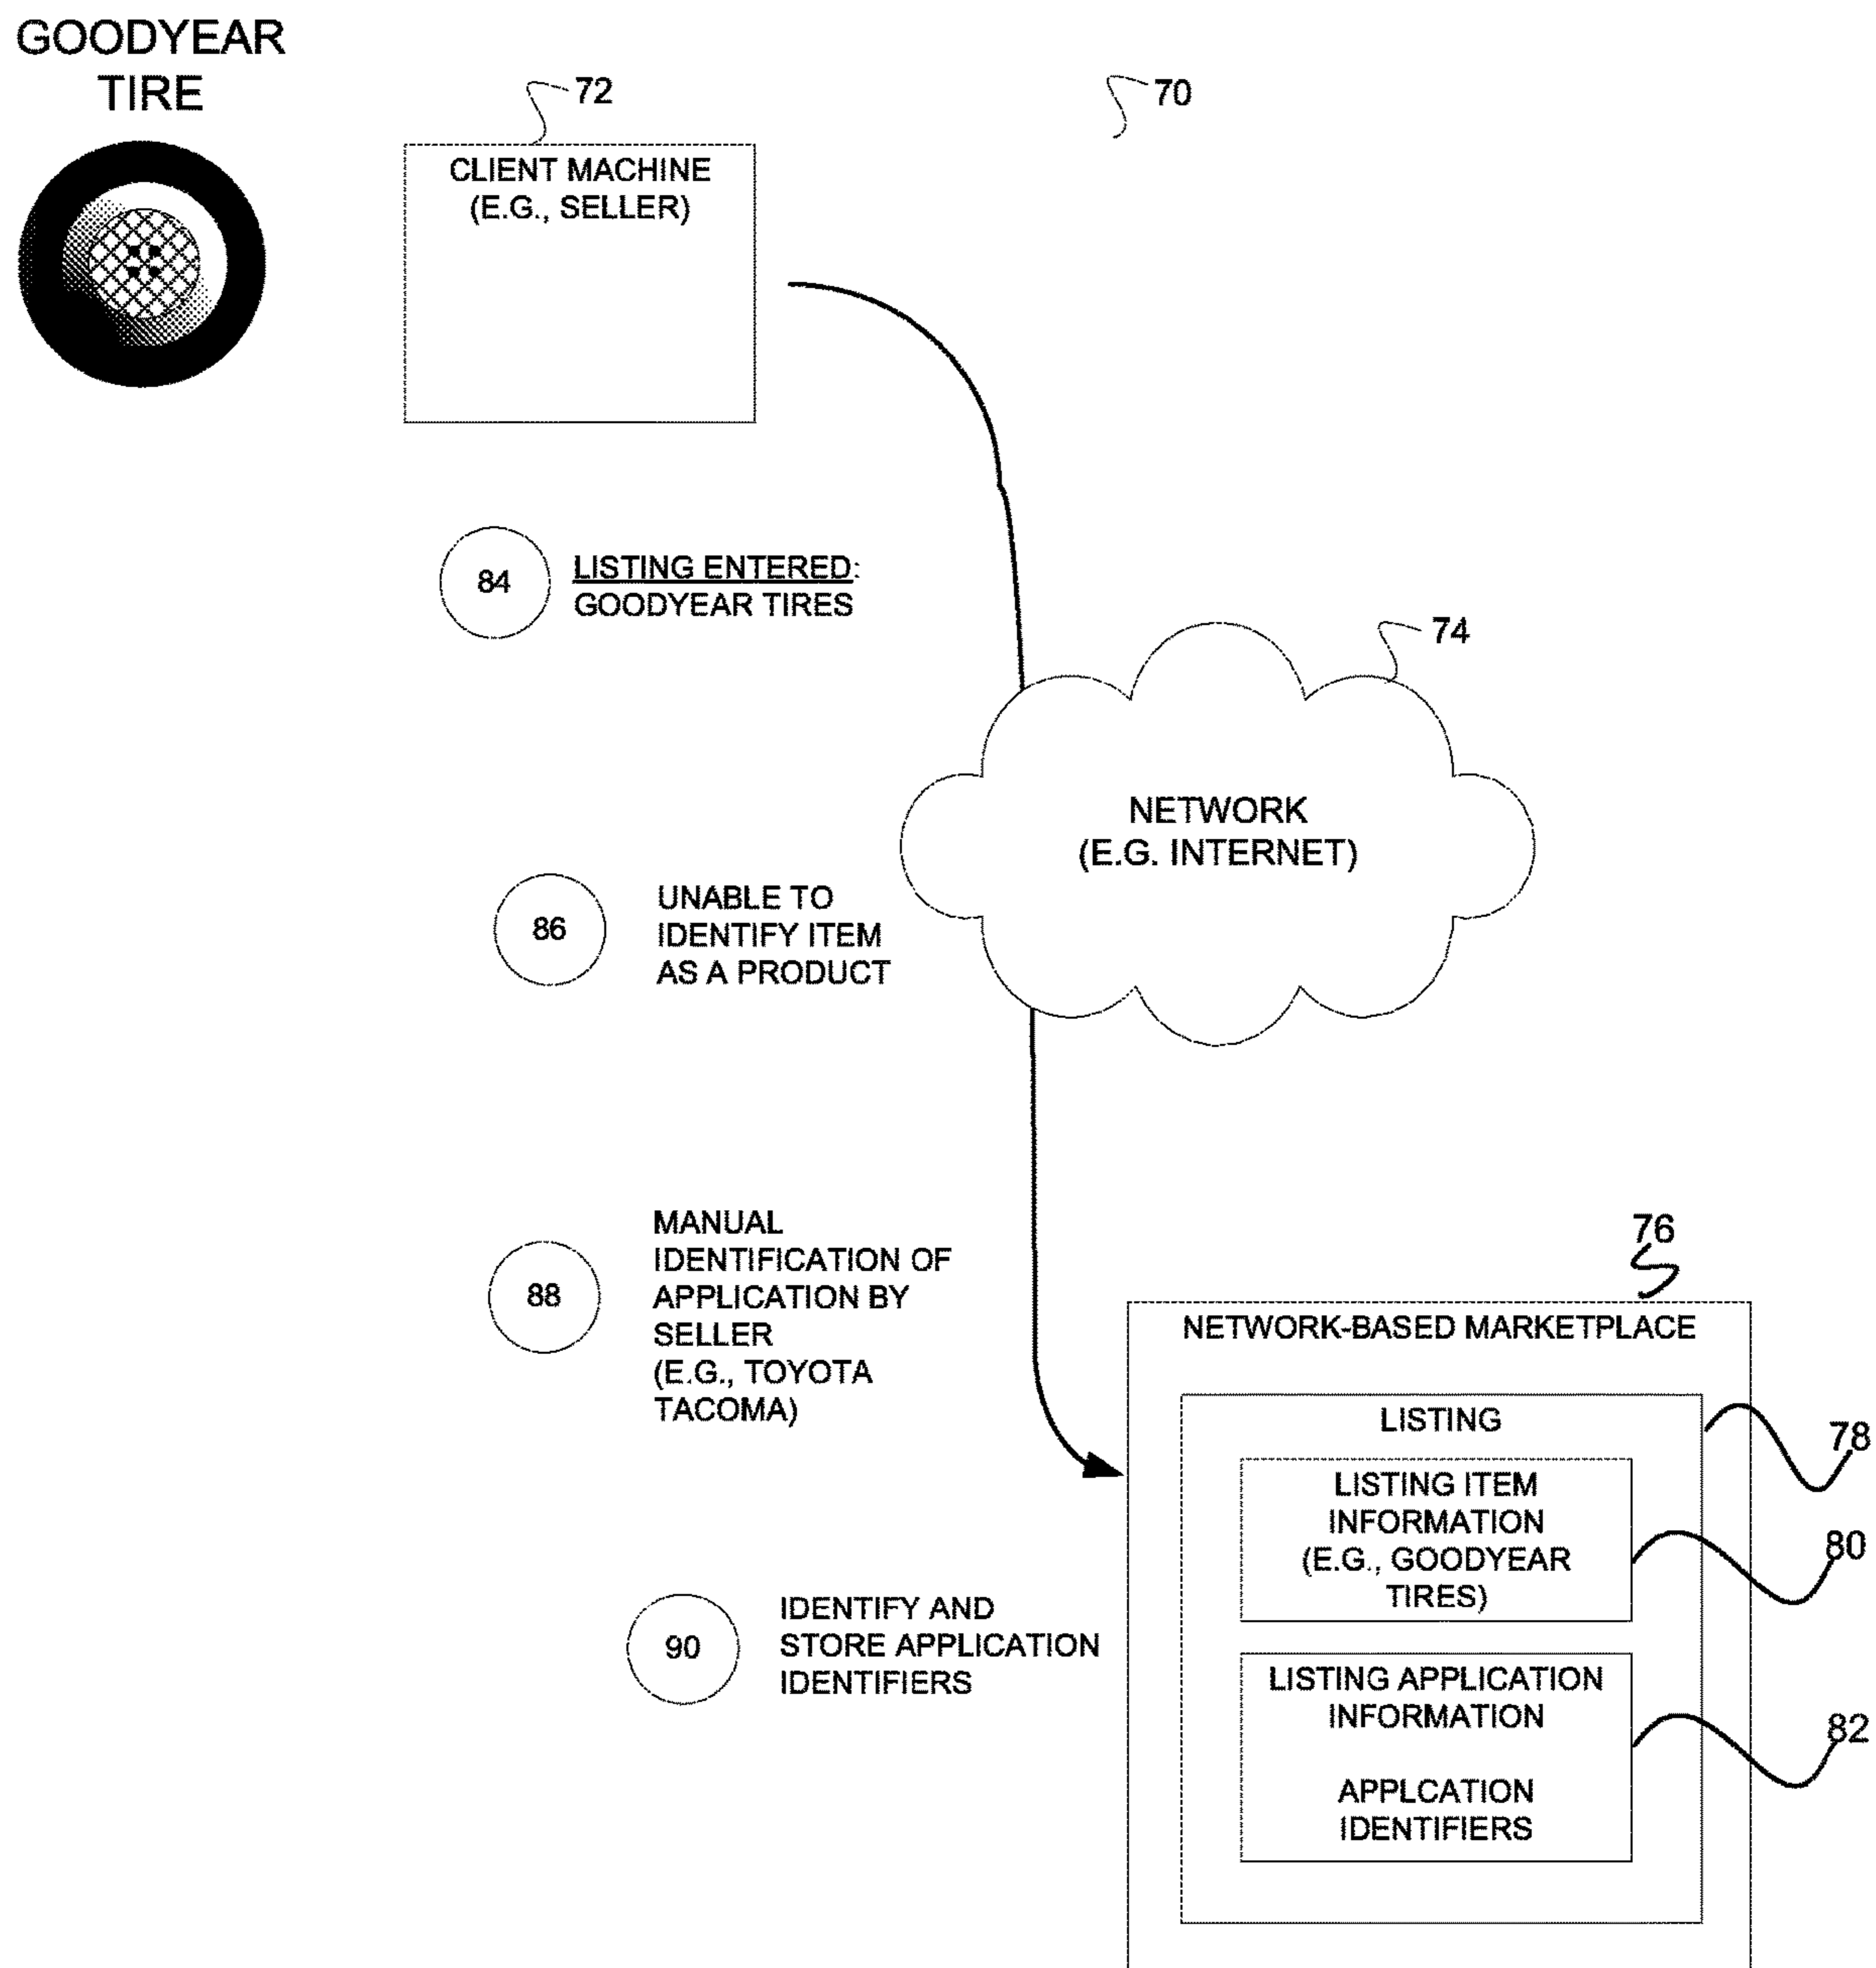 GOODYEAR
TIRE
72
70
CLIENT MACHINE
(E.G., SELLER)
84
LISTING ENTERED:
GOODYEAR TIRES
74
NETWORK
(E.G. INTERNET)
86
UNABLE TO
IDENTIFY ITEM
AS A PRODUCT
88
MANUAL
IDENTIFICATION OF
APPLICATION BY
SELLER
(E.G., TOYOTA
TACOMA)
76
NETWORK-BASED MARKETPLACE
LISTING
78
LISTING ITEM
INFORMATION
(E.G., GOODYEAR
TIRES)
80
90
IDENTIFY AND
STORE APPLICATION
IDENTIFIERS
LISTING APPLICATION
INFORMATION
82
APPLCATION
IDENTIFIERS